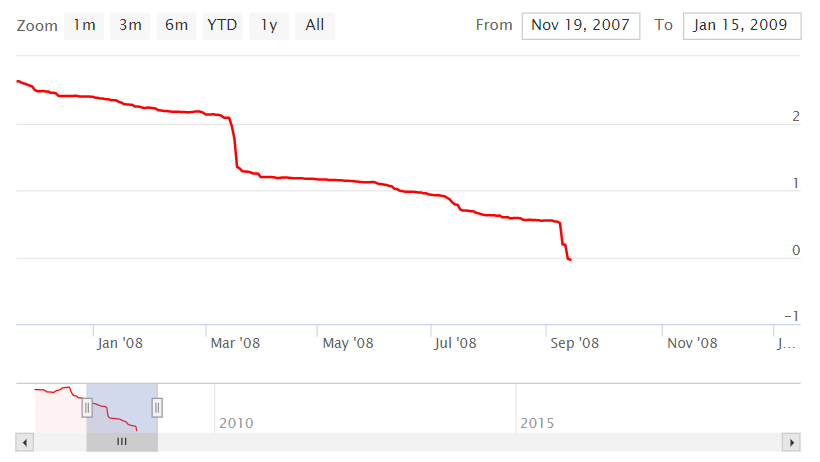 Zoom 1m 3m 6m YTD 1y All From Nov 19, 2007 To Jan 15, 2009
2
1
0
-1
Jan '08 Mar '08 May '08 Jul '08 Sep '08 Nov '08 J...
2010 2015